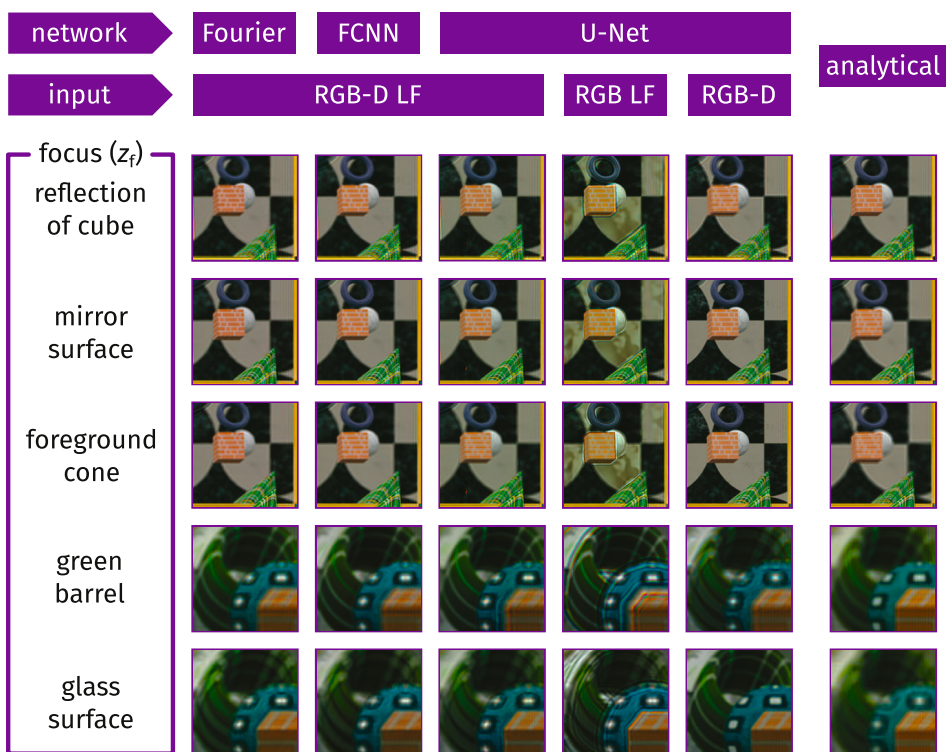 network
Fourier
FCNN
U-Net
analytical
input
RGB-D LF
RGB LF
RGB-D
focus (z_f)
reflection
of cube
mirror
surface
foreground
cone
green
barrel
glass
surface